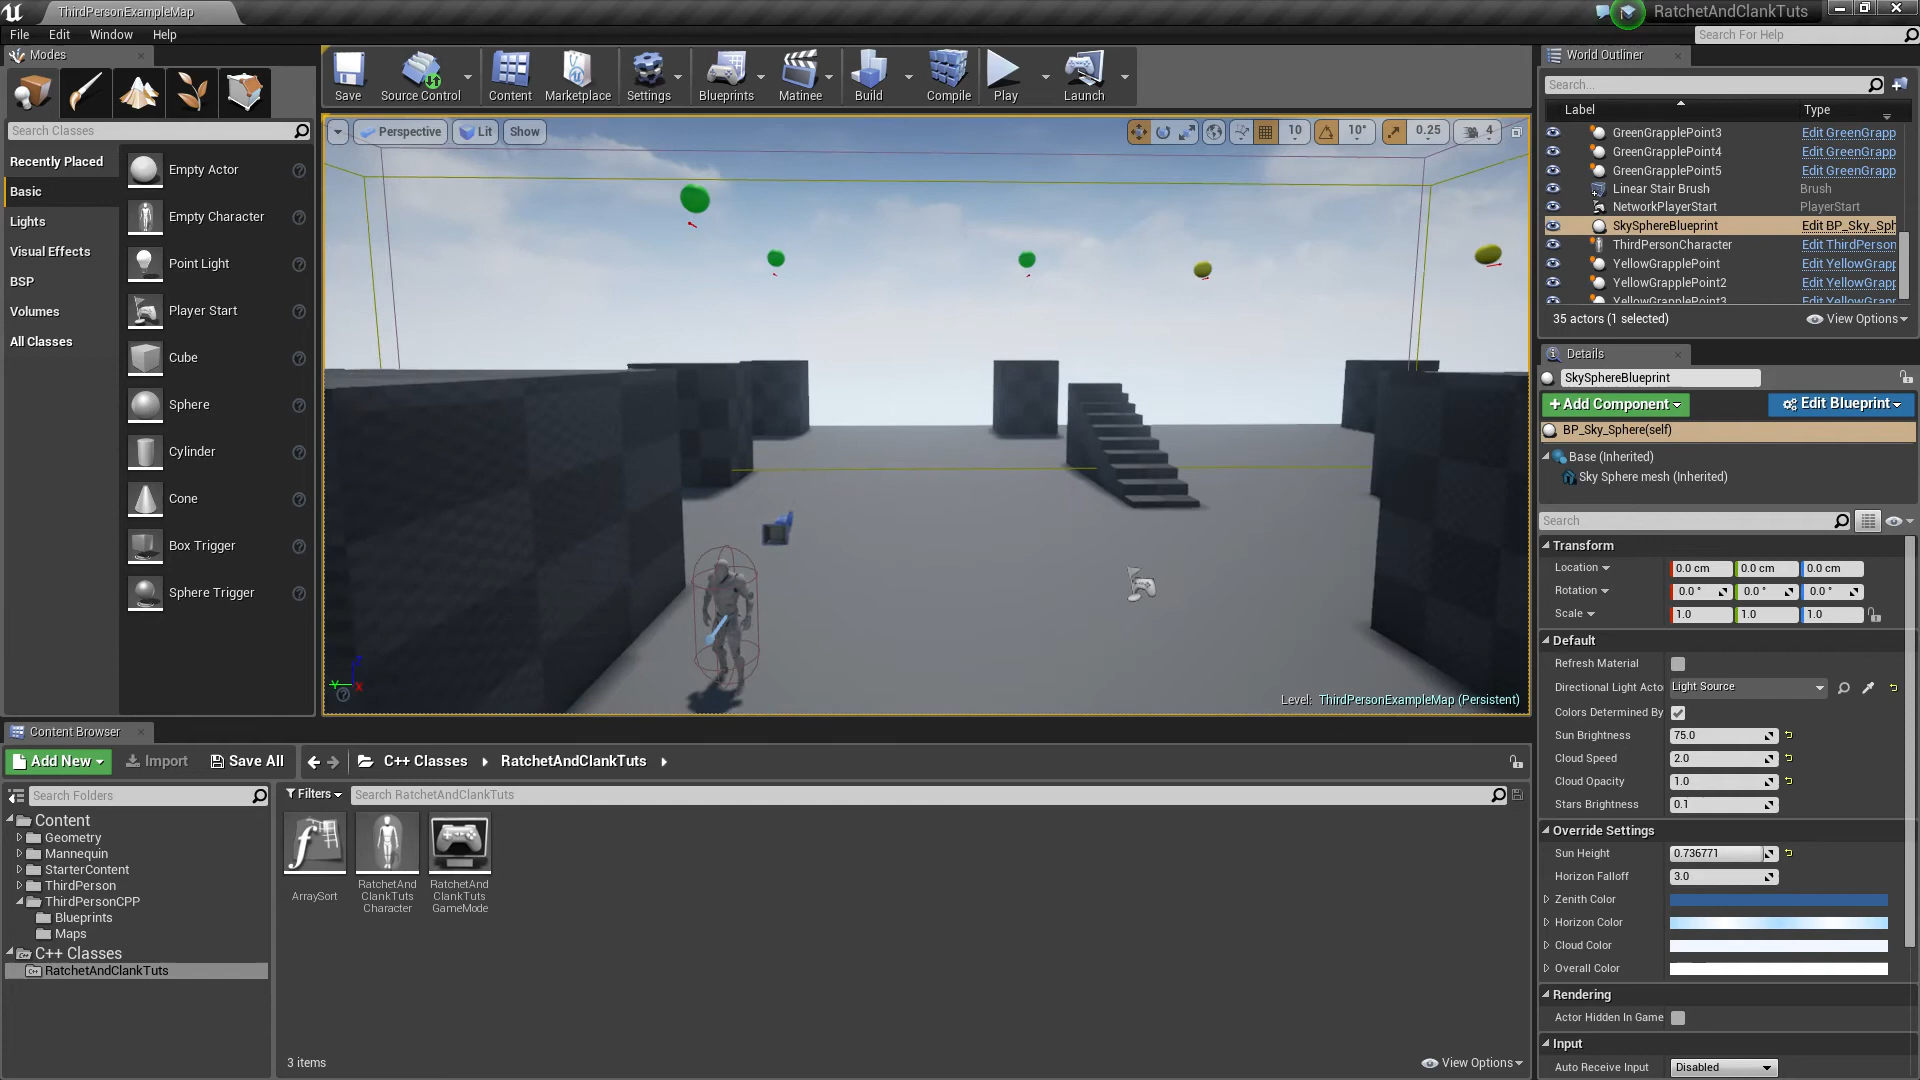 ThirdPersonExampleMap
RatchetAndClankTuts
File Edit Window Help
Search For Help
Modes
Search Classes
Recently Placed
Basic
Lights
Visual Effects
BSP
Volumes
All Classes
Empty Actor
Empty Character
Point Light
Player Start
Cube
Sphere
Cylinder
Cone
Box Trigger
Sphere Trigger
Save Source Control Content Marketplace Settings Blueprints Matinee Build Compile Play Launch
Perspective Lit Show
10 10° 0.25 4
Level: ThirdPersonExampleMap (Persistent)
World Outliner
Search...
Label Type
GreenGrapplePoint3 Edit GreenGrapp
GreenGrapplePoint4 Edit GreenGrapp
GreenGrapplePoint5 Edit GreenGrapp
Linear Stair Brush Brush
NetworkPlayerStart PlayerStart
SkySphereBlueprint Edit BP_Sky_Sph
ThirdPersonCharacter Edit ThirdPerson
YellowGrapplePoint Edit YellowGrapp
YellowGrapplePoint2 Edit YellowGrapp
YellowGrapplePoint3 Edit YellowGrapp
35 actors (1 selected) View Options
Details
SkySphereBlueprint
+Add Component Edit Blueprint
BP_Sky_Sphere(self)
Base (Inherited)
Sky Sphere mesh (Inherited)
Search
Transform
Location 0.0 cm 0.0 cm 0.0 cm
Rotation 0.0 ° 0.0 ° 0.0 °
Scale 1.0 1.0 1.0
Default
Refresh Material
Directional Light Acto Light Source
Colors Determined By
Sun Brightness 75.0
Cloud Speed 2.0
Cloud Opacity 1.0
Stars Brightness 0.1
Override Settings
Sun Height 0.736771
Horizon Falloff 3.0
Zenith Color
Horizon Color
Cloud Color
Overall Color
Rendering
Actor Hidden In Game
Input
Auto Receive Input Disabled
Content Browser
Add New Import Save All C++ Classes RatchetAndClankTuts
Search Folders
Content
Geometry
Mannequin
StarterContent
ThirdPerson
ThirdPersonCPP
Blueprints
Maps
C++ Classes
RatchetAndClankTuts
Filters Search RatchetAndClankTuts
ArraySort
RatchetAnd
ClankTuts
Character
RatchetAnd
ClankTuts
GameMode
3 items View Options